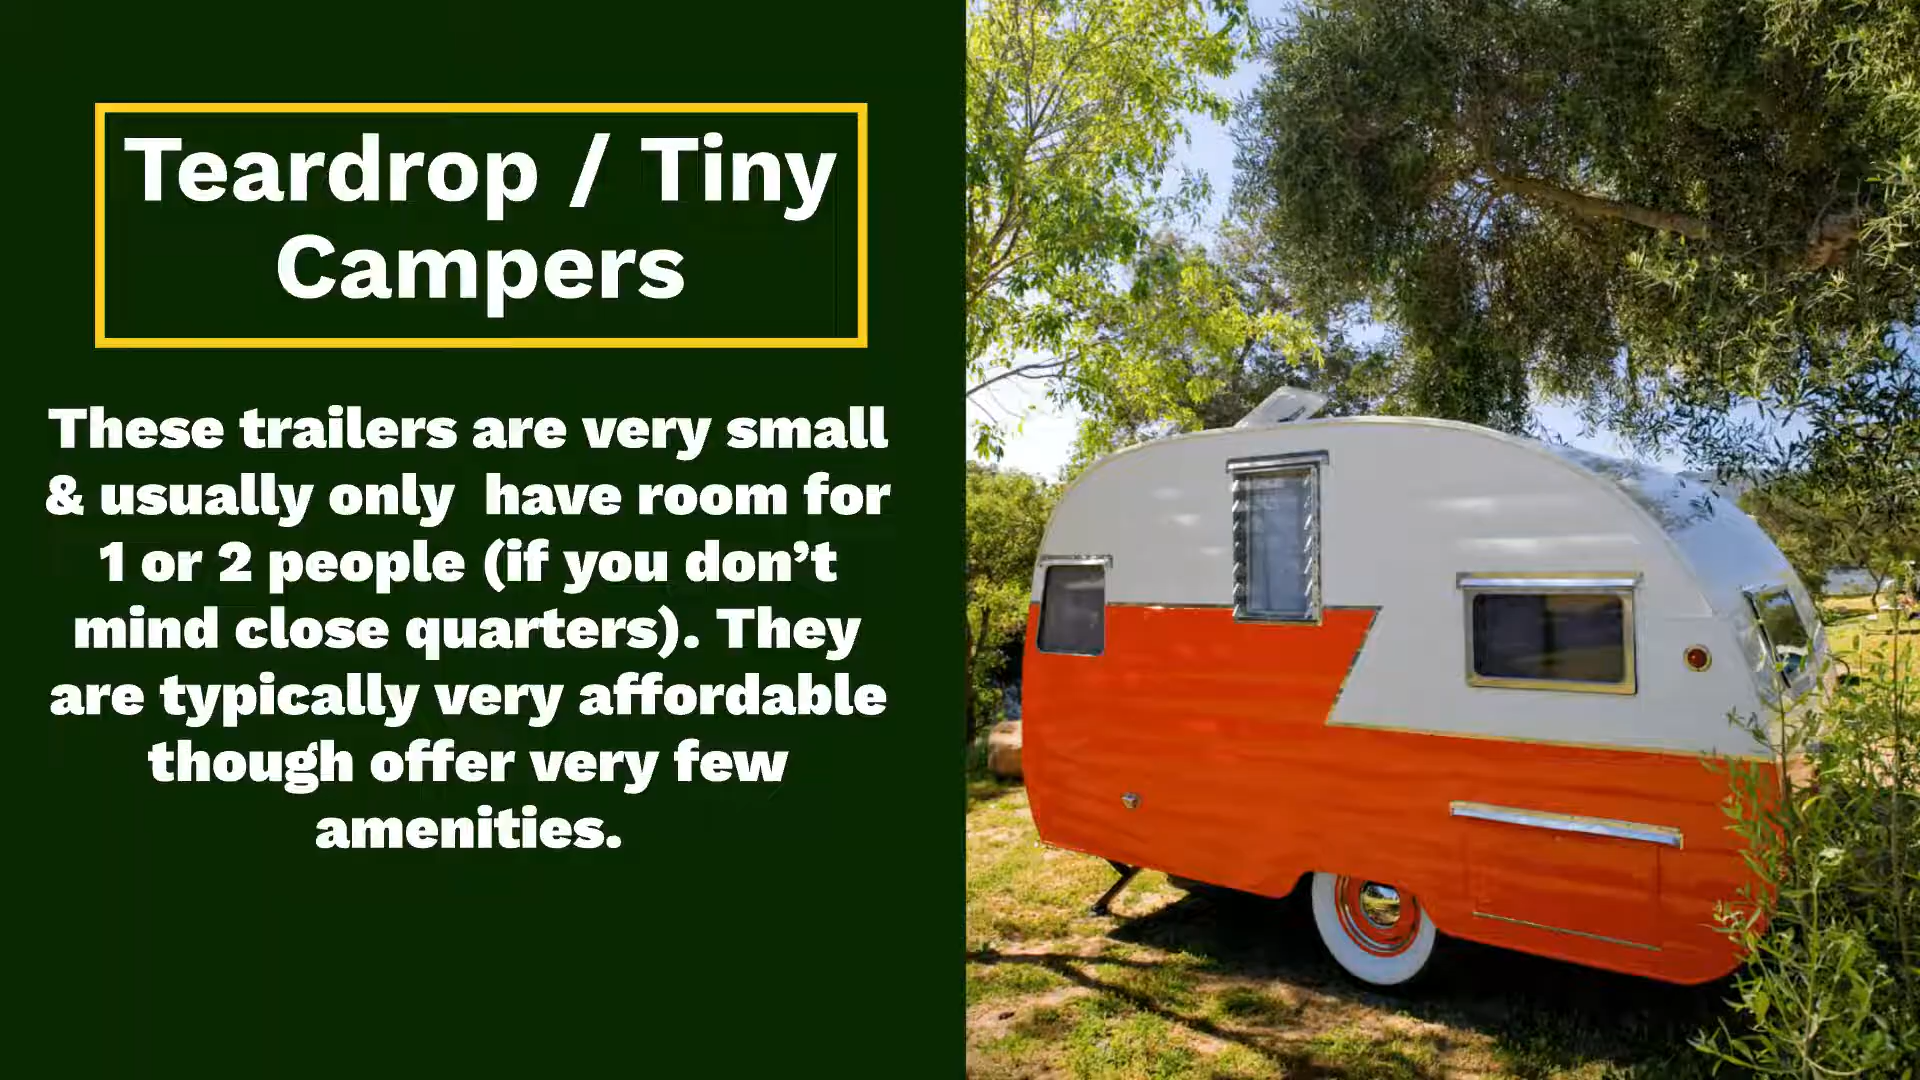 Teardrop / Tiny
Campers
These trailers are very small
& usually only  have room for
1 or 2 people (if you don’t
mind close quarters). They
are typically very affordable
though offer very few
amenities.